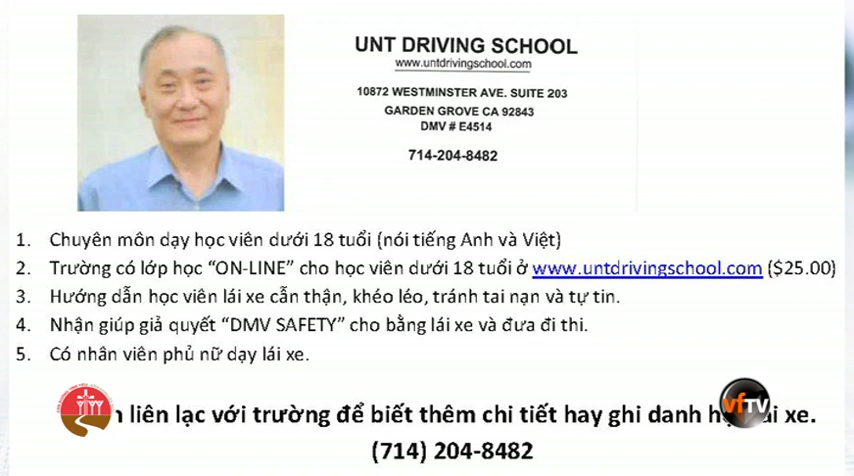 UNT DRIVING SCHOOL
www.untdrivingschool.com
10872 WESTMINSTER AVE. SUITE 203
GARDEN GROVE CA 92843
DMV # E4514
714-204-8482
1. Chuyên môn dạy học viên dưới 18 tuổi (nói tiếng Anh và Việt)
2. Trường có lớp học “ON-LINE” cho học viên dưới 18 tuổi ở www.untdrivingschool.com ($25.00)
3. Hướng dẫn học viên lái xe cẩn thận, khéo léo, tránh tai nạn và tự tin.
4. Nhận giúp giả quyết “DMV SAFETY” cho bằng lái xe và đưa đi thi.
5. Có nhân viên phủ nữ dạy lái xe.
liên lạc với trường để biết thêm chi tiết hay ghi danh xe.
vfTV
(714) 204-8482